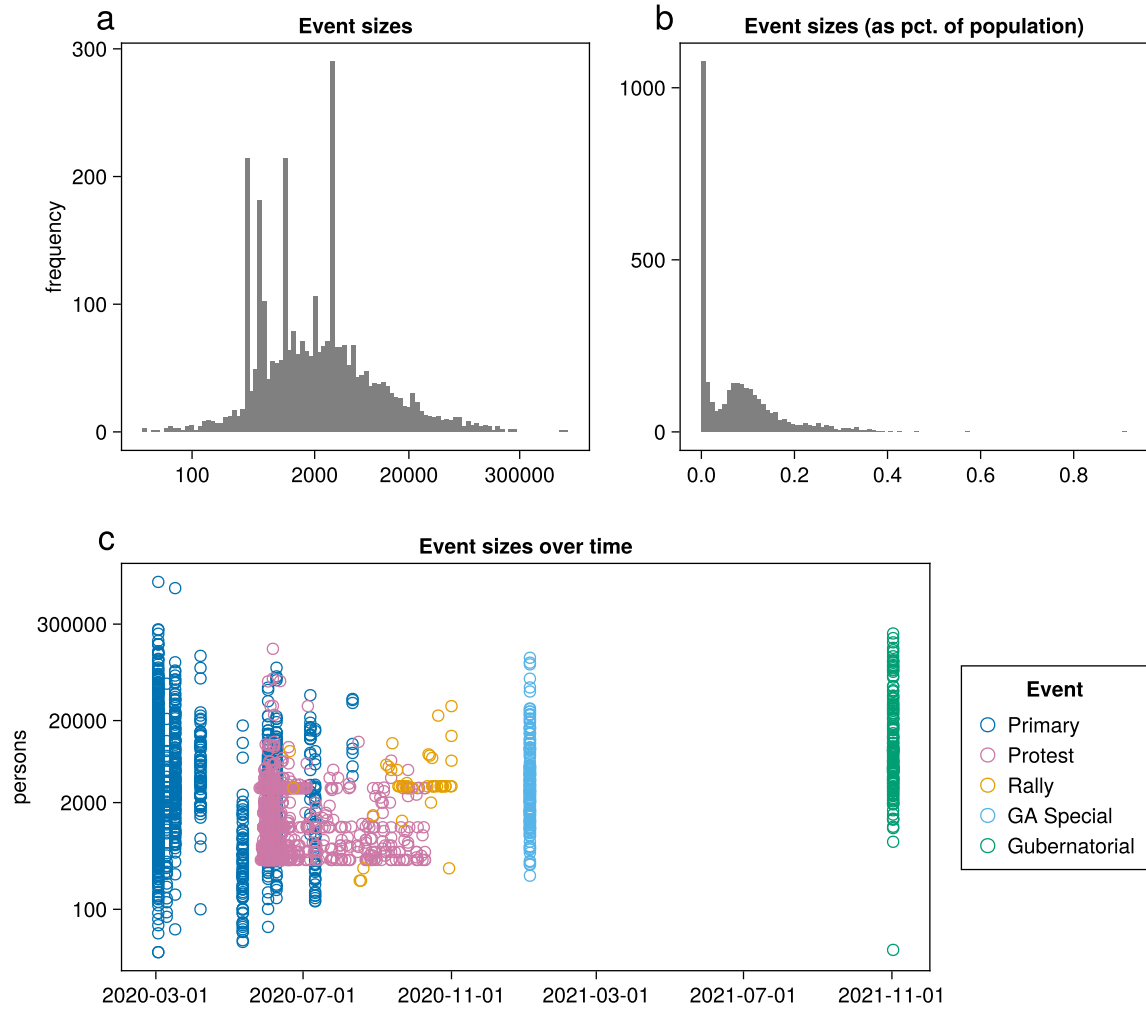 a
Event sizes
frequency
300
200
100
0
100 2000 20000 300000
b
Event sizes (as pct. of population)
1000
500
0
0.0 0.2 0.4 0.6 0.8
c
Event sizes over time
persons
300000
20000
2000
100
2020-03-01 2020-07-01 2020-11-01 2021-03-01 2021-07-01 2021-11-01
Event
Primary
Protest
Rally
GA Special
Gubernatorial